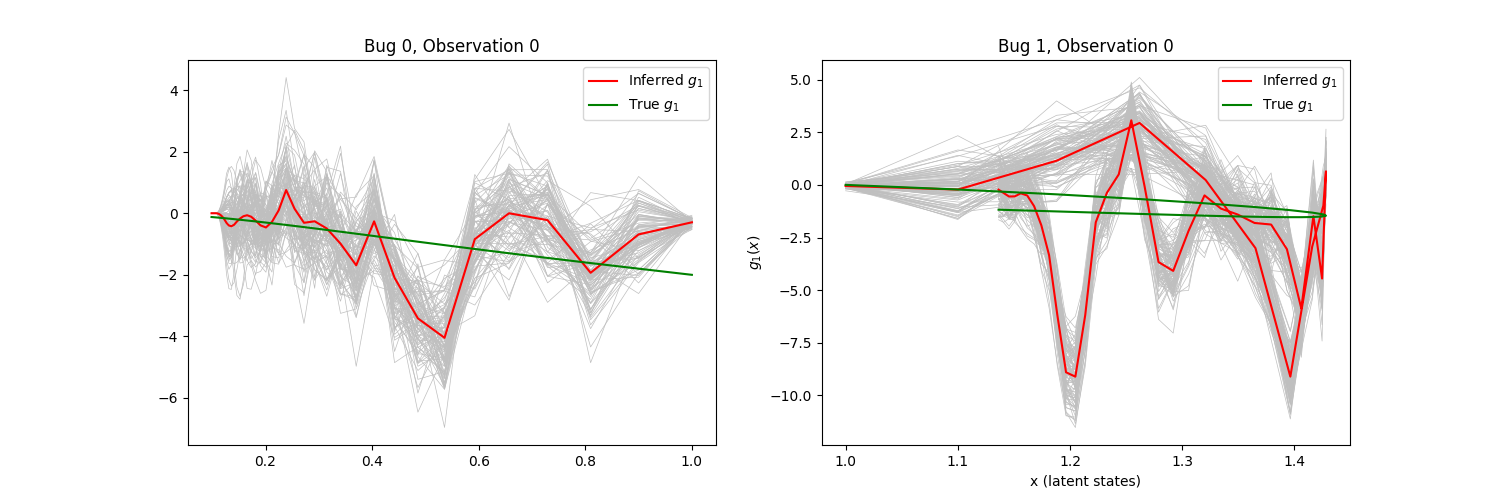 Bug 0, Observation 0
Inferred g₁
True g₁
4
2
0
−2
−4
−6
0.2
0.4
0.6
0.8
1.0
Bug 1, Observation 0
Inferred g₁
True g₁
5.0
2.5
0.0
−2.5
−5.0
−7.5
−10.0
g₁(x)
1.0
1.1
1.2
1.3
1.4
x (latent states)